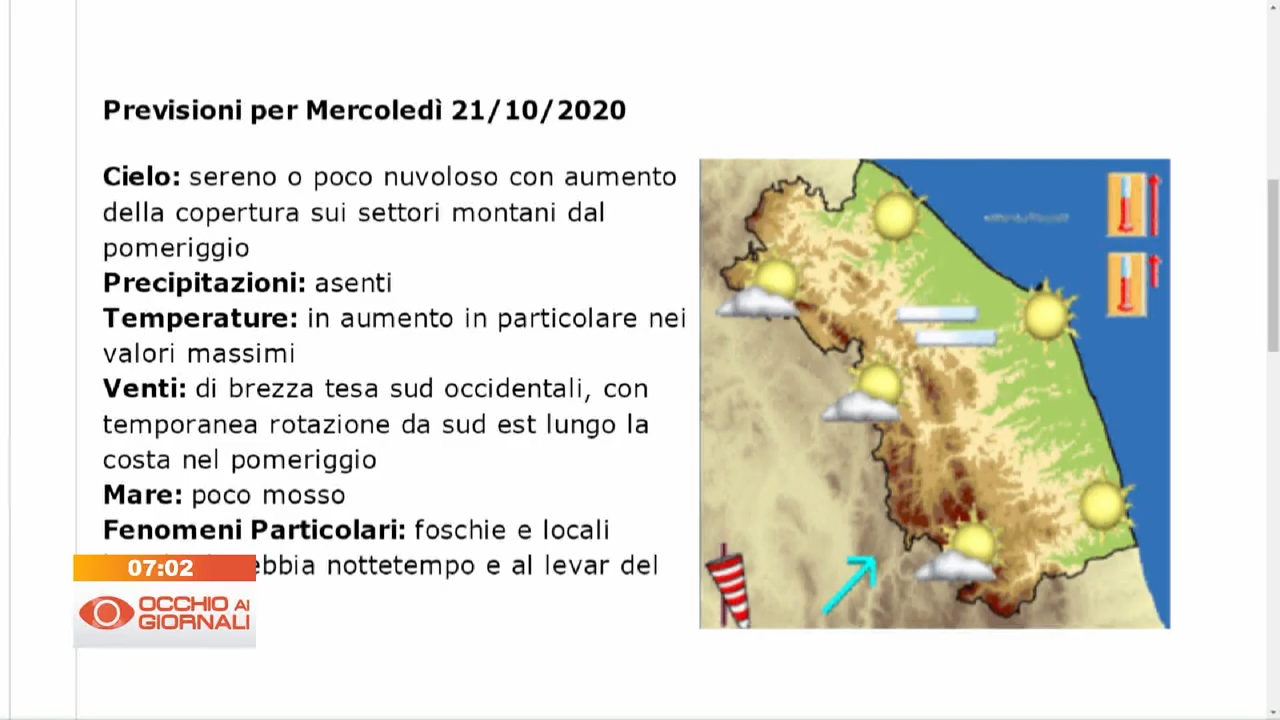 Previsioni per Mercoledì 21/10/2020
Cielo: sereno o poco nuvoloso con aumento
della copertura sui settori montani dal
pomeriggio
Precipitazioni: asenti
Temperature: in aumento in particolare nei
valori massimi
Venti: di brezza tesa sud occidentali, con
temporanea rotazione da sud est lungo la
costa nel pomeriggio
Mare: poco mosso
Fenomeni Particolari: foschie e locali
ebbia nottetempo e al levar del
07:02
OCCHIO AI
GIORNALI